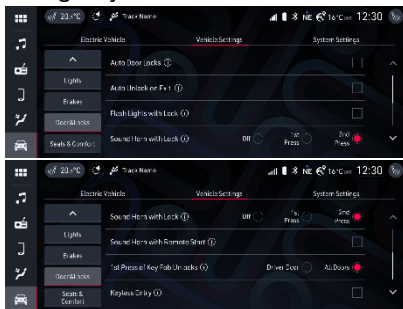 20.5°C Track Name NE 16°C 12:30
Electric Vehicle Vehicle Settings System Settings
Auto Door Locks
Lights
Auto Unlock on Exit
Brakes
Flash Lights with Lock
Door&Locks
Seats & Comfort Sound Horn with Lock Off 1st Press 2nd Press
20.5°C Track Name NE 16°C 12:30
Electric Vehicle Vehicle Settings System Settings
Sound Horn with Lock Off 1st Press 2nd Press
Lights
Sound Horn with Remote Start
Brakes
1st Press of Key Fob Unlocks Driver Door All Doors
Door&Locks
Seats & Comfort Keyless Entry